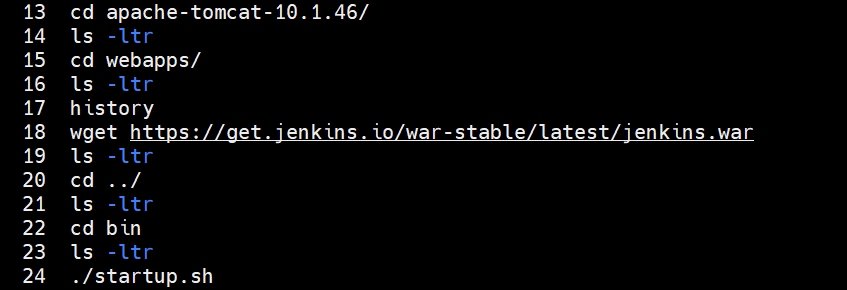 13 cd apache-tomcat-10.1.46/
14 ls -ltr
15 cd webapps/
16 ls -ltr
17 history
18 wget https://get.jenkins.io/war-stable/latest/jenkins.war
19 ls -ltr
20 cd ../
21 ls -ltr
22 cd bin
23 ls -ltr
24 ./startup.sh